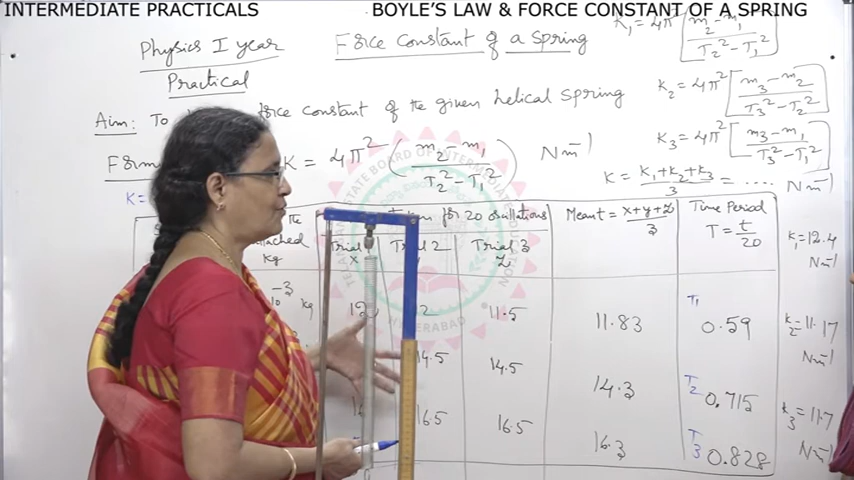 INTERMEDIATE PRACTICALS
BOYLE'S LAW & FORCE CONSTANT OF A SPRING
Physics I year
Practical
Force Constant of a Spring
Aim: To force constant of the given helical spring
K = 4π² (m₂-m₁ / T₂²-T₁²) Nm⁻¹
K₁ = 4π² [m₂-m₁ / T₂²-T₁²]
K₂ = 4π² [m₃-m₂ / T₃²-T₂²]
K₃ = 4π² [m₃-m₁ / T₃²-T₁²]
K = K₁+K₂+K₃ / 3 = .... Nm⁻¹
K=
the
attached
kg
for 20 oscillations
Trial
x
Trial 2
Trial 3
Z
Mean t = x+y+z / 3
Time Period
T = t/20
10⁻³ kg
12
12
11.5
11.83
T₁
0.59
14.5
14.5
14.3
T₂
0.715
16.5
16.5
16.3
T₃
0.828
k₁=12.4
Nm⁻¹
k₂=11.17
Nm⁻¹
k₃=11.7
Nm⁻¹
HYDERABAD